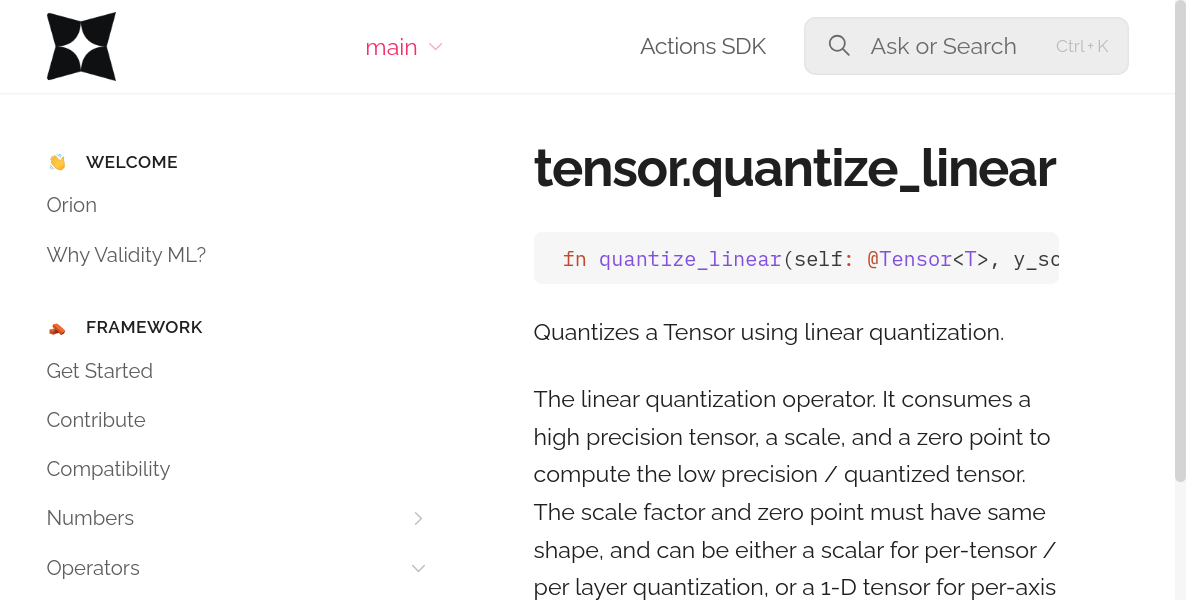 main
Actions SDK
Ask or Search
Ctrl + K
WELCOME
Orion
Why Validity ML?
FRAMEWORK
Get Started
Contribute
Compatibility
Numbers
Operators
tensor.quantize_linear
fn quantize_linear(self: @Tensor<T>, y_sc
Quantizes a Tensor using linear quantization.
The linear quantization operator. It consumes a
high precision tensor, a scale, and a zero point to
compute the low precision / quantized tensor.
The scale factor and zero point must have same
shape, and can be either a scalar for per-tensor /
per layer quantization, or a 1-D tensor for per-axis